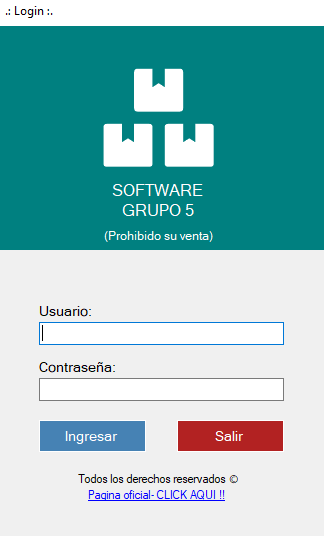 .: Login :.
SOFTWARE
GRUPO 5
(Prohibido su venta)
Usuario:
Contraseña:
Ingresar
Salir
Todos los derechos reservados ©
Pagina oficial- CLICK AQUI !!